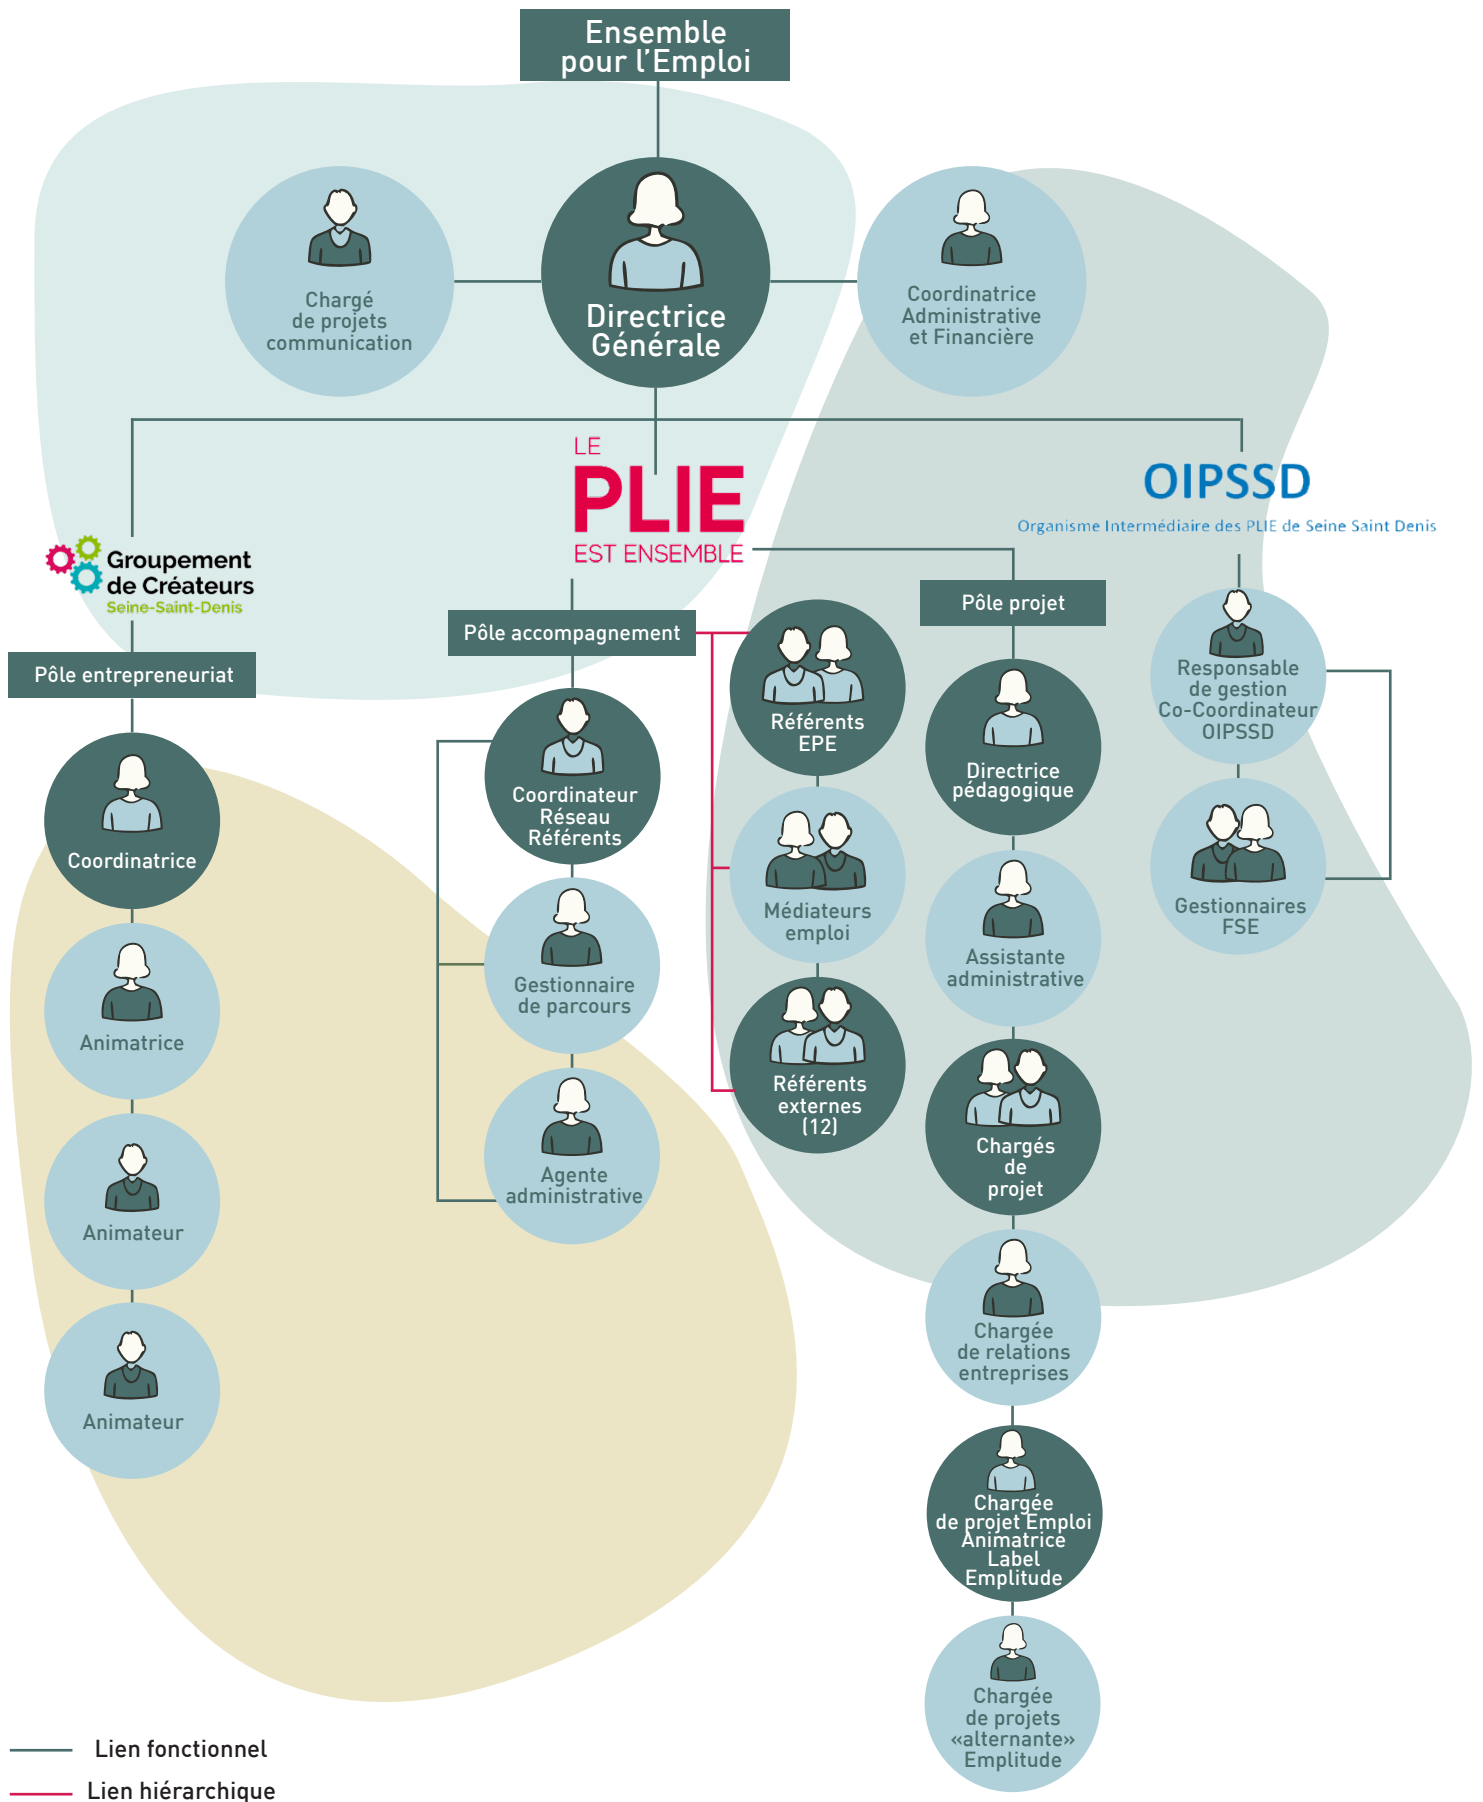 Ensemble
pour l'Emploi
Chargé
de projets
communication
Directrice
Générale
Coordinatrice
Administrative
et Financière
Groupement
de Créateurs
Seine-Saint-Denis
Pôle entrepreneuriat
Coordinatrice
Animatrice
Animateur
Animateur
LE
PLIE
EST ENSEMBLE
Pôle accompagnement
Coordinateur
Réseau
Référents
Gestionnaire
de parcours
Agente
administrative
Référents
EPE
Médiateurs
emploi
Référents
externes
(12)
Pôle projet
Directrice
pédagogique
Assistante
administrative
Chargés
de
projet
Chargée
de relations
entreprises
Chargée
de projet Emploi
Animatrice
Label
Emplitude
Chargée
de projets
«alternante»
Emplitude
OIPSSD
Organisme Intermédiaire des PLIE de Seine Saint Denis
Responsable
de gestion
Co-Coordinateur
OIPSSD
Gestionnaires
FSE
Lien fonctionnel
Lien hiérarchique